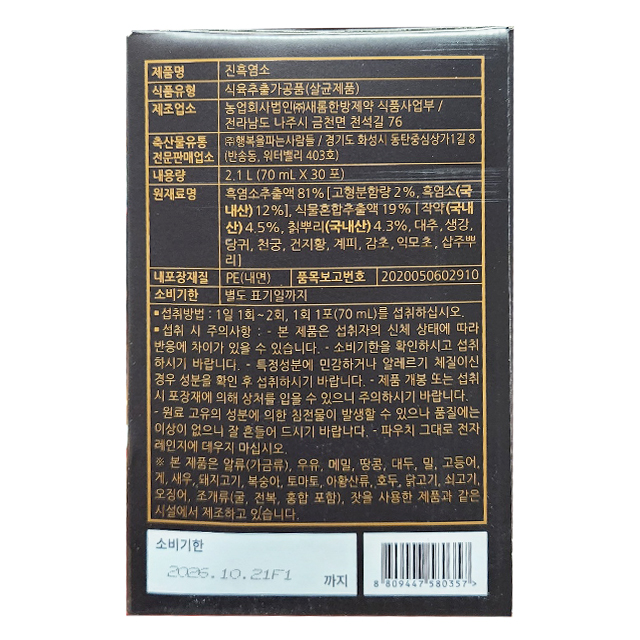 제품명 진흑염소
식품유형 식육추출가공품(살균제품)
제조업소 농업회사법인㈜새롬한방제약 식품사업부 /
전라남도 나주시 금천면 천석길 76
축산물유통 ㈜행복을파는사람들 / 경기도 화성시 동탄중심상가1길 8
전문판매업소 (반송동, 워터밸리 403호)
내용량 2.1 L (70 mL X 30 포)
원재료명 흑염소추출액 81% [고형분함량 2%, 흑염소(국
내산) 12%], 식물혼합추출액 19% [작약(국내
산) 4.5%, 칡뿌리(국내산) 4.3%, 대추, 생강,
당귀, 천궁, 건지황, 계피, 감초, 익모초, 삽주뿌
리]
내포장재질 PE(내면) 품목보고번호 2020050602910
소비기한 별도 표기일까지
▪섭취방법 : 1일 1회~2회, 1회 1포(70 mL)를 섭취하십시오.
▪섭취 시 주의사항 : - 본 제품은 섭취자의 신체 상태에 따라
반응에 차이가 있을 수 있습니다. - 소비기한을 확인하시고 섭취
하시기 바랍니다. - 특정성분에 민감하거나 알레르기 체질이신
경우 성분을 확인 후 섭취하시기 바랍니다. - 제품 개봉 또는 섭취
시 포장재에 의해 상처를 입을 수 있으니 주의하시기 바랍니다.
- 원료 고유의 성분에 의한 침전물이 발생할 수 있으나 품질에는
이상이 없으니 잘 흔들어 드시기 바랍니다. - 파우치 그대로 전자
레인지에 데우지 마십시오.
※ 본 제품은 알류(가금류), 우유, 메밀, 땅콩, 대두, 밀, 고등어,
게, 새우, 돼지고기, 복숭아, 토마토, 아황산류, 호두, 닭고기, 쇠고기,
오징어, 조개류(굴, 전복, 홍합 포함), 잣을 사용한 제품과 같은
시설에서 제조하고 있습니다.
소비기한
2026.10.21F1
까지
8 809447 580357 >